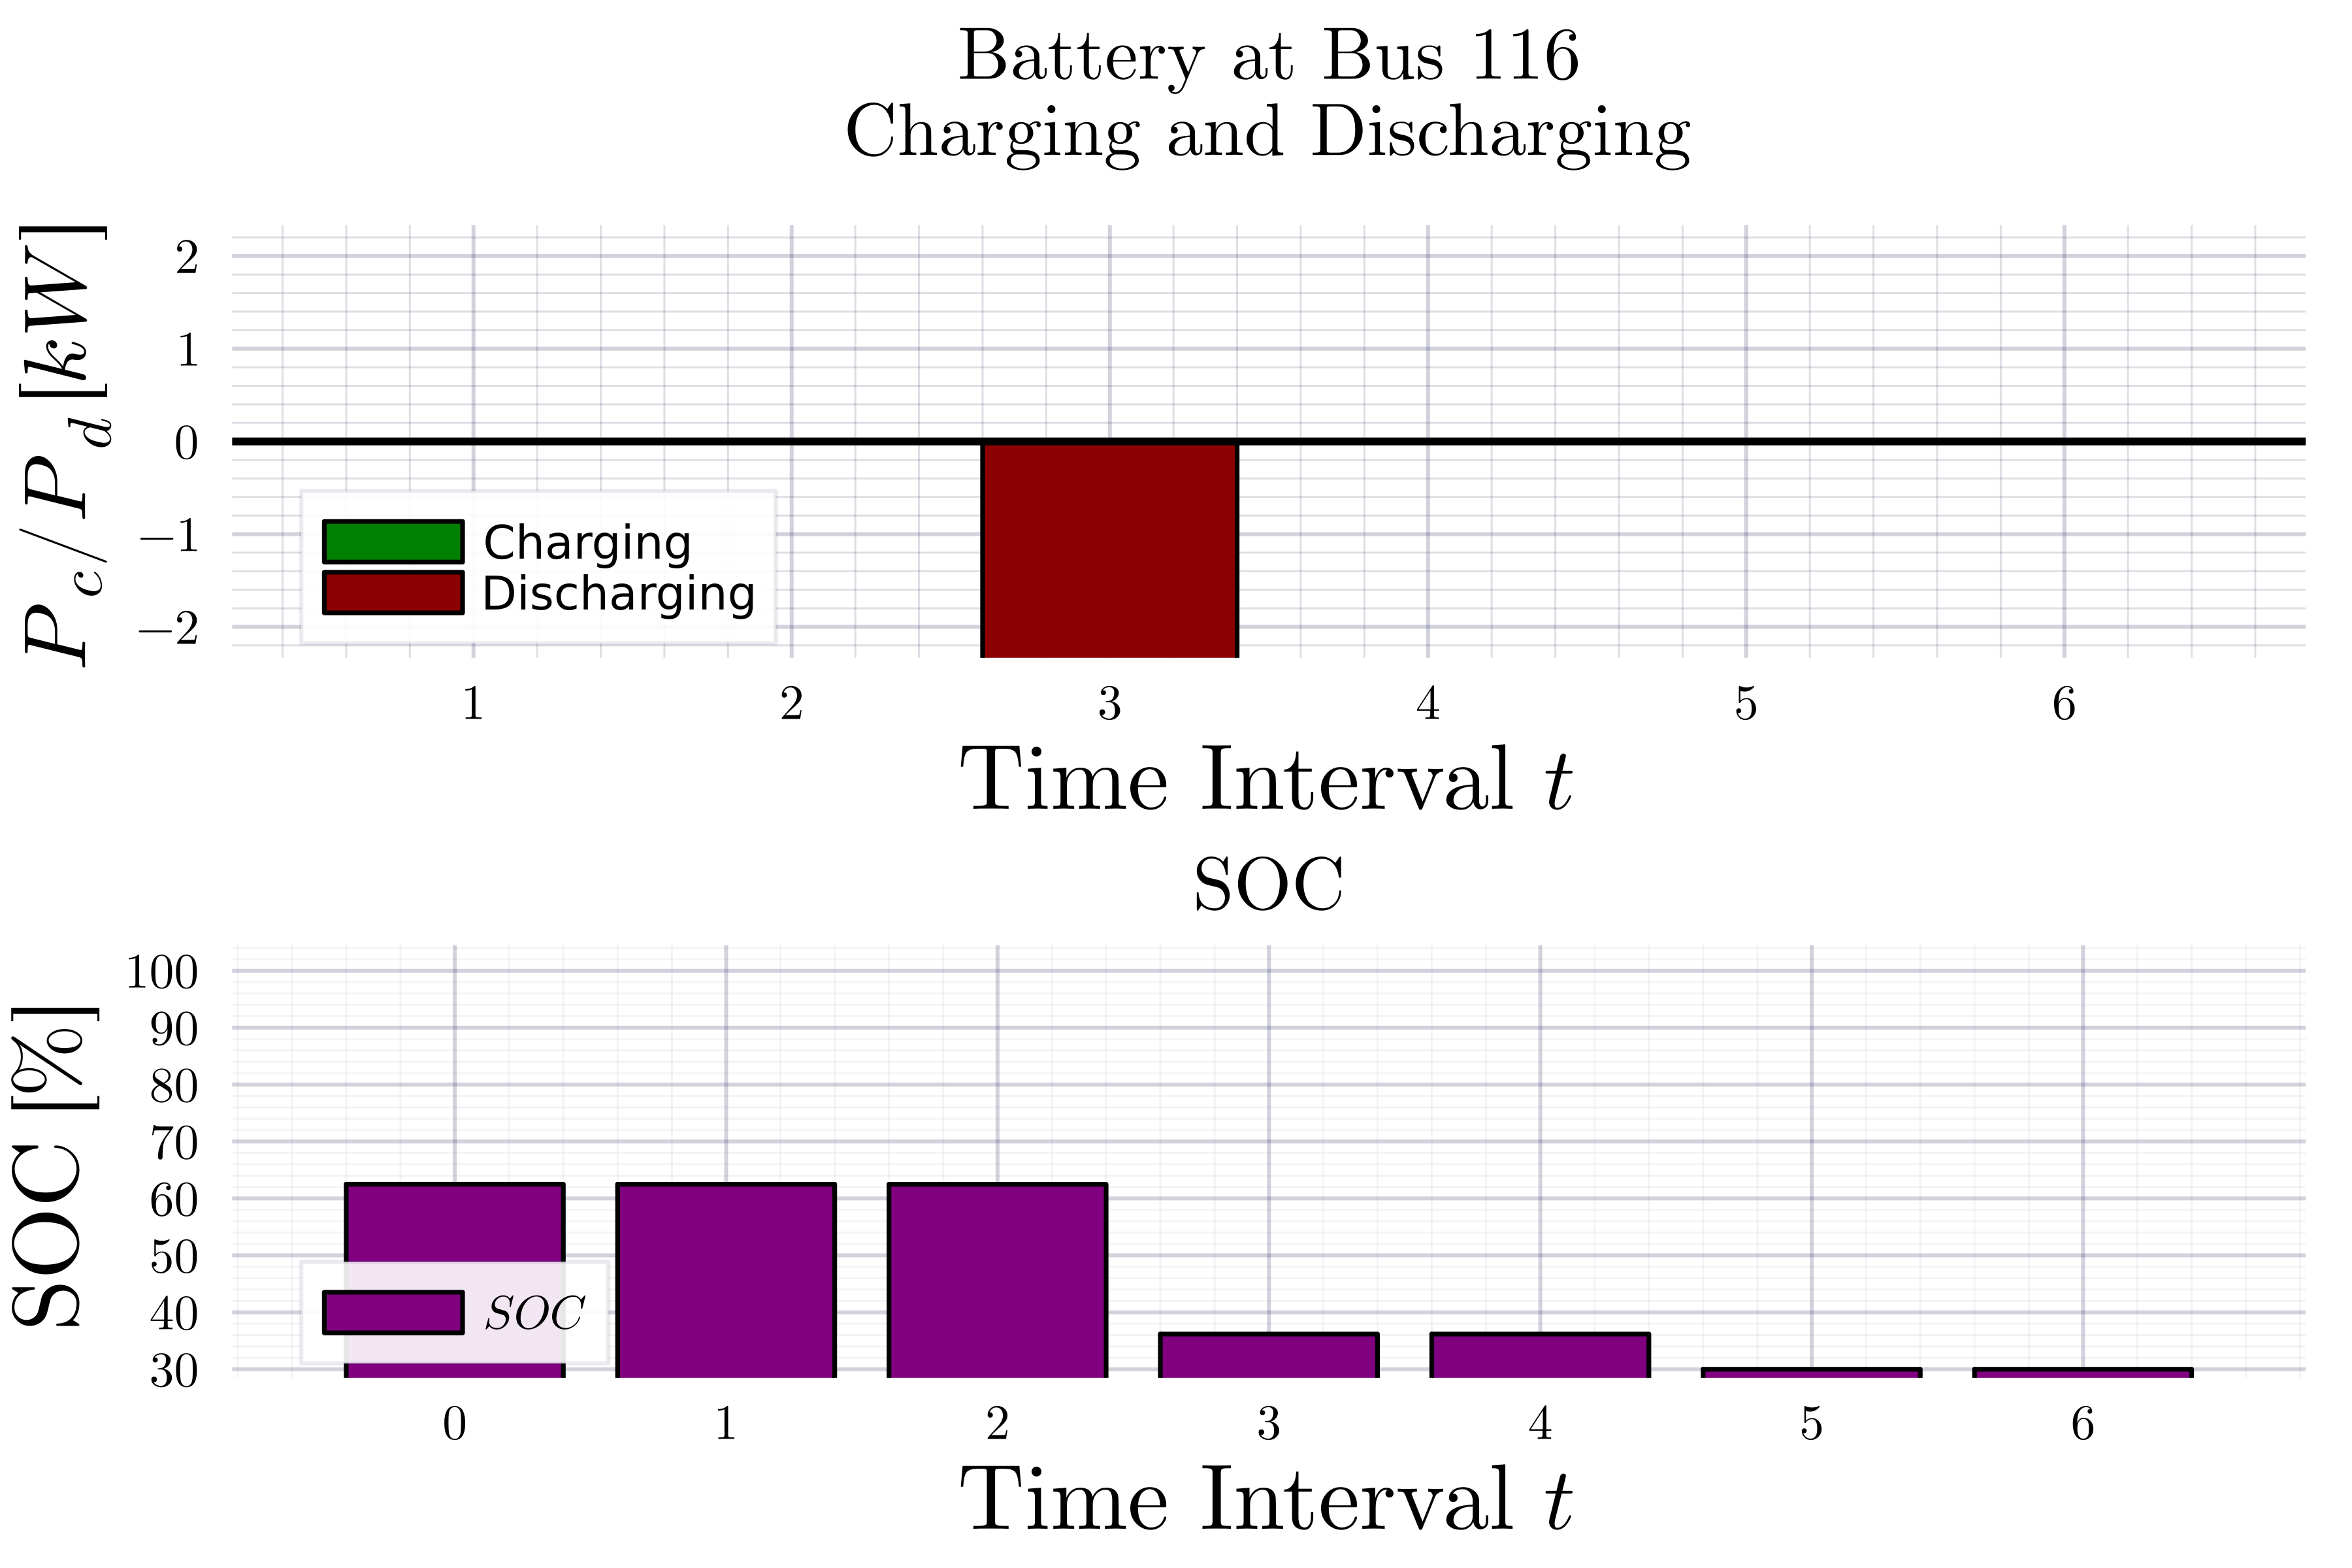 Battery at Bus 116
Charging and Discharging
P_c/P_d [kW]
2
1
0
−1
−2
Charging
Discharging
1 2 3 4 5 6
Time Interval t
SOC
SOC [%]
100
90
80
70
60
50
40
30
SOC
0 1 2 3 4 5 6
Time Interval t